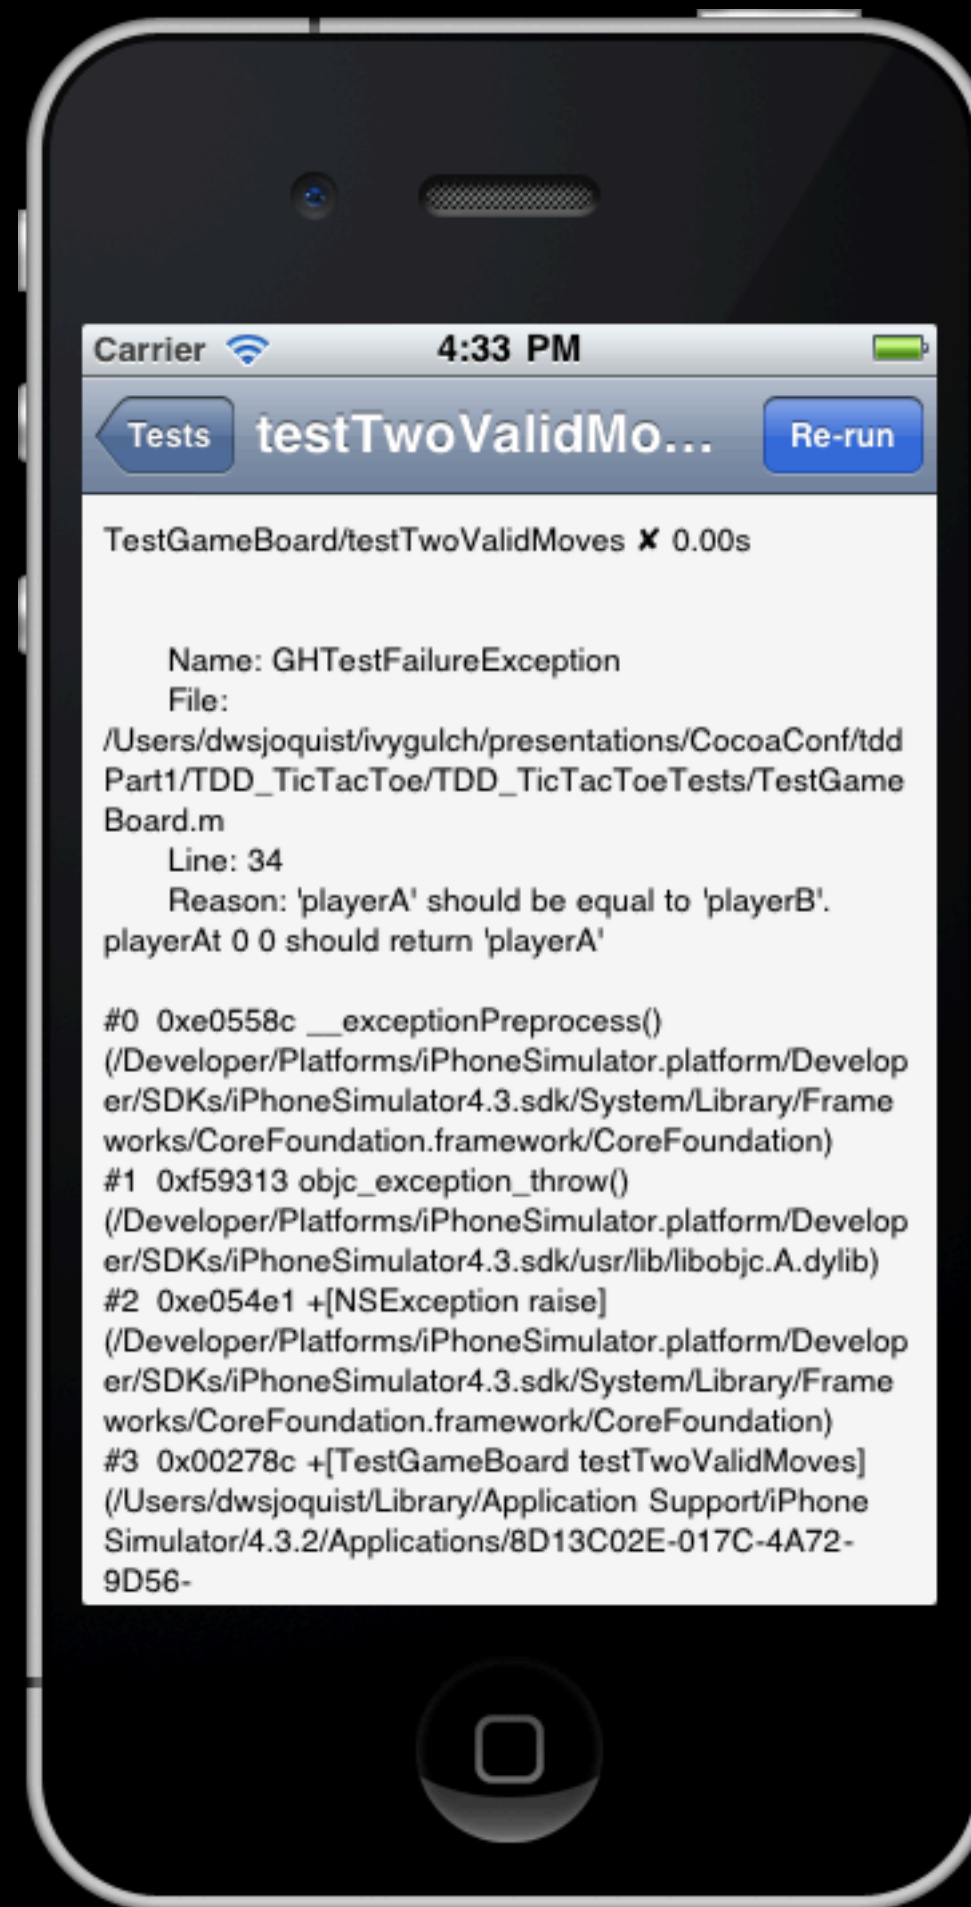 Carrier 4:33 PM
Tests testTwoValidMo... Re-run
TestGameBoard/testTwoValidMoves ✘ 0.00s
Name: GHTestFailureException
File:
/Users/dwsjoquist/ivygulch/presentations/CocoaConf/tdd
Part1/TDD_TicTacToe/TDD_TicTacToeTests/TestGame
Board.m
Line: 34
Reason: 'playerA' should be equal to 'playerB'.
playerAt 0 0 should return 'playerA'
#0 0xe0558c __exceptionPreprocess()
(/Developer/Platforms/iPhoneSimulator.platform/Develop
er/SDKs/iPhoneSimulator4.3.sdk/System/Library/Frame
works/CoreFoundation.framework/CoreFoundation)
#1 0xf59313 objc_exception_throw()
(/Developer/Platforms/iPhoneSimulator.platform/Develop
er/SDKs/iPhoneSimulator4.3.sdk/usr/lib/libobjc.A.dylib)
#2 0xe054e1 +[NSException raise]
(/Developer/Platforms/iPhoneSimulator.platform/Develop
er/SDKs/iPhoneSimulator4.3.sdk/System/Library/Frame
works/CoreFoundation.framework/CoreFoundation)
#3 0x00278c +[TestGameBoard testTwoValidMoves]
(/Users/dwsjoquist/Library/Application Support/iPhone
Simulator/4.3.2/Applications/8D13C02E-017C-4A72-
9D56-